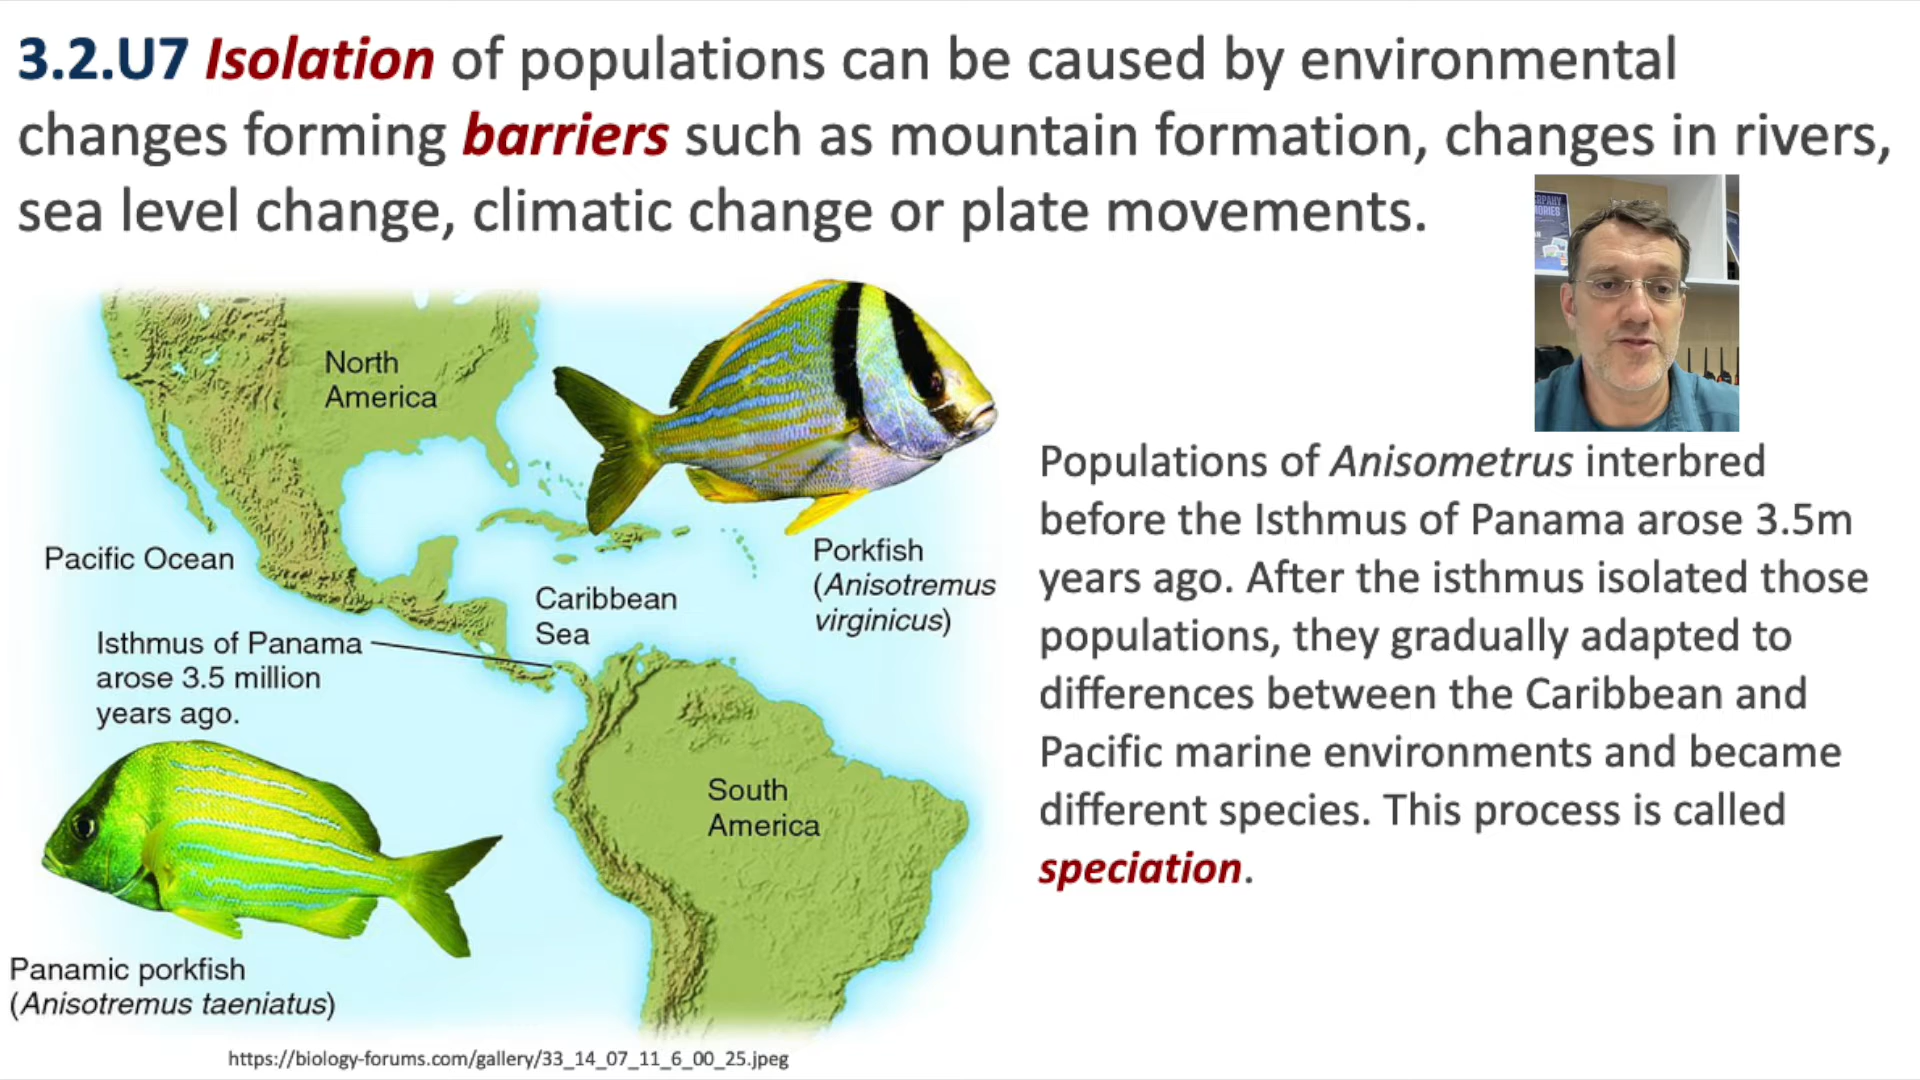 3.2.U7 Isolation of populations can be caused by environmental
changes forming barriers such as mountain formation, changes in rivers,
sea level change, climatic change or plate movements.
North
America
Pacific Ocean
Porkfish
(Anisotremus
virginicus)
Caribbean
Sea
Isthmus of Panama
arose 3.5 million
years ago.
South
America
Panamic porkfish
(Anisotremus taeniatus)
https://biology-forums.com/gallery/33_14_07_11_6_00_25.jpeg
Populations of Anisometrus interbred
before the Isthmus of Panama arose 3.5m
years ago. After the isthmus isolated those
populations, they gradually adapted to
differences between the Caribbean and
Pacific marine environments and became
different species. This process is called
speciation.